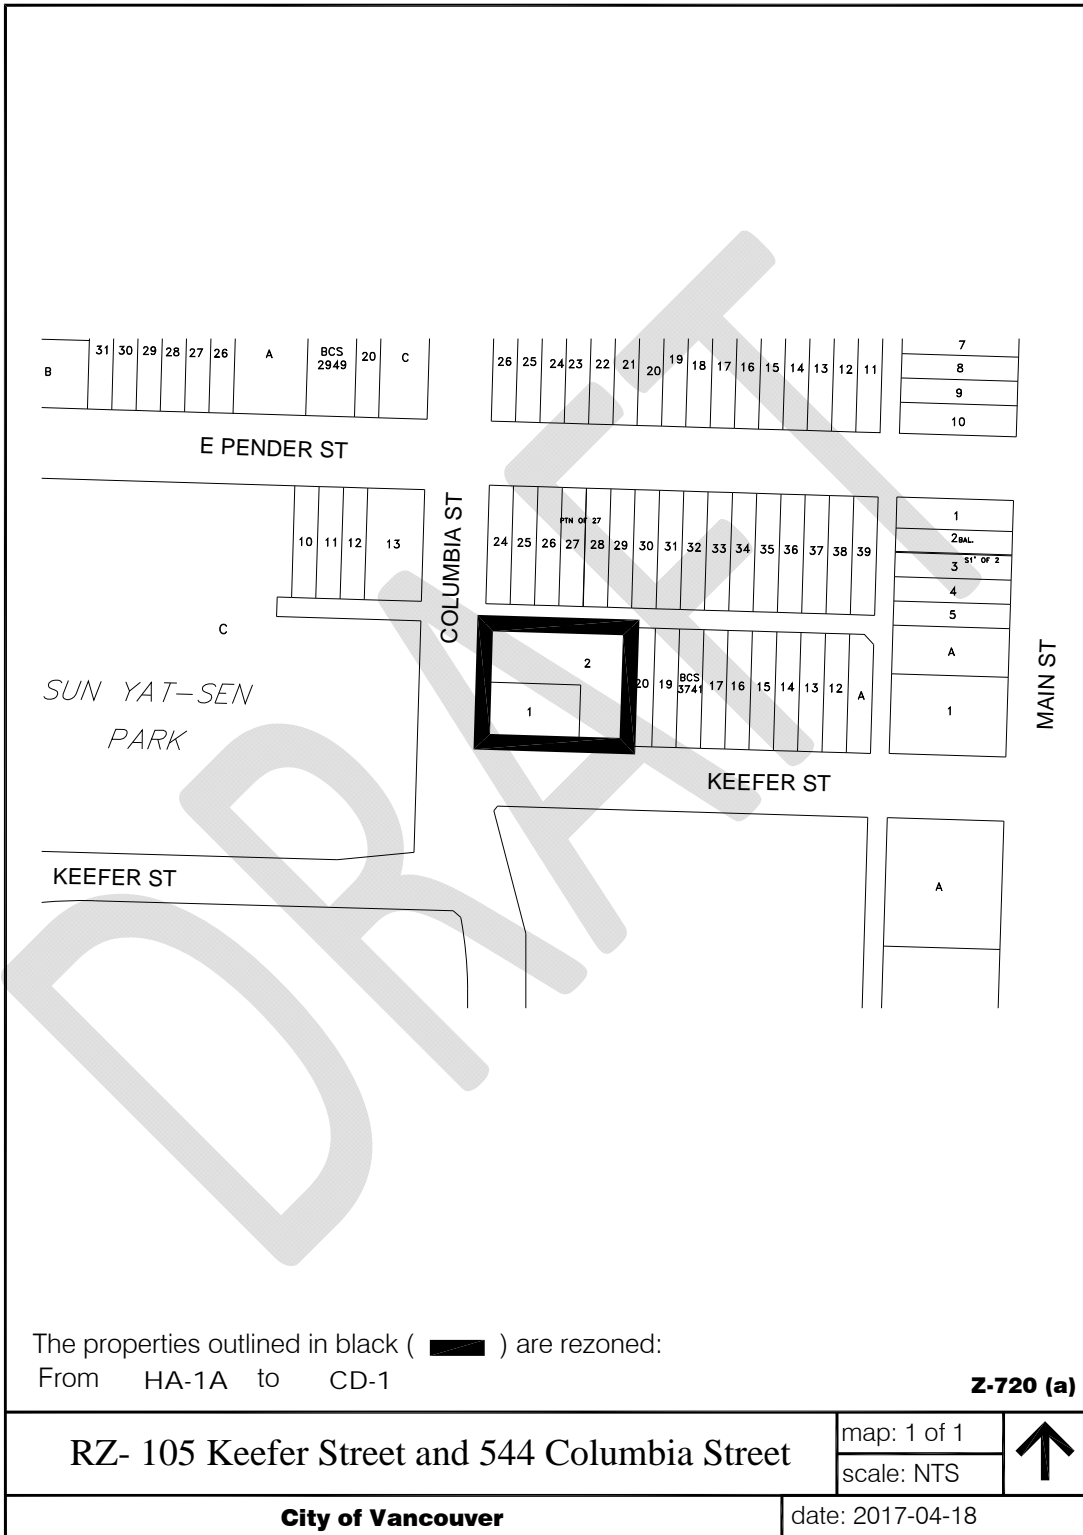 7
31 30 29 28 27 26 A BCS 2949 20 C
26 25 24 23 22 21 20 19 18 17 16 15 14 13 12 11
8
B
9
10
E PENDER ST
COLUMBIA ST
10 11 12 13
PTN OF 27
24 25 26 27 28 29 30 31 32 33 34 35 36 37 38 39
1
2 BAL.
3 S1' OF 2
4
5
A
1
MAIN ST
C
SUN YAT-SEN
PARK
2
1
20 19 BCS 3741 17 16 15 14 13 12 A
KEEFER ST
KEEFER ST
A
DRAFT
The properties outlined in black ( ) are rezoned:
From HA-1A to CD-1
Z-720 (a)
RZ- 105 Keefer Street and 544 Columbia Street
map: 1 of 1
scale: NTS
City of Vancouver
date: 2017-04-18